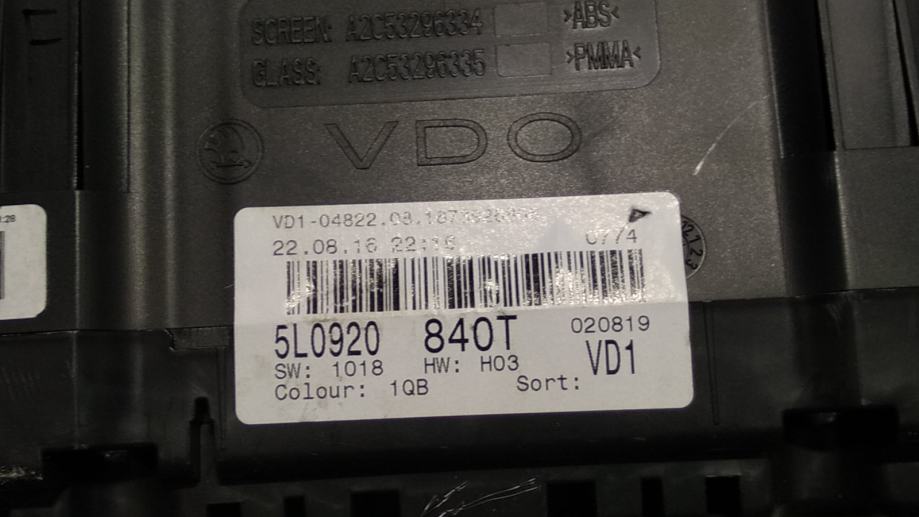 SCREEN: A2C53296334 >ABS<
GLASS: A2C53296335 >PMMA<
VDO
22.08.16 0774
5L0920 840T 020819
SW: 1018 HW: H03 VD1
Colour: 1QB Sort: